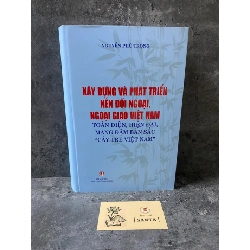 NGUYỄN PHÚ TRỌNG
XÂY DỰNG VÀ PHÁT TRIỂN
NỀN ĐỐI NGOẠI,
NGOẠI GIAO VIỆT NAM
TOÀN DIỆN, HIỆN ĐẠI,
MANG ĐẬM BẢN SẮC
"CÂY TRE VIỆT NAM"